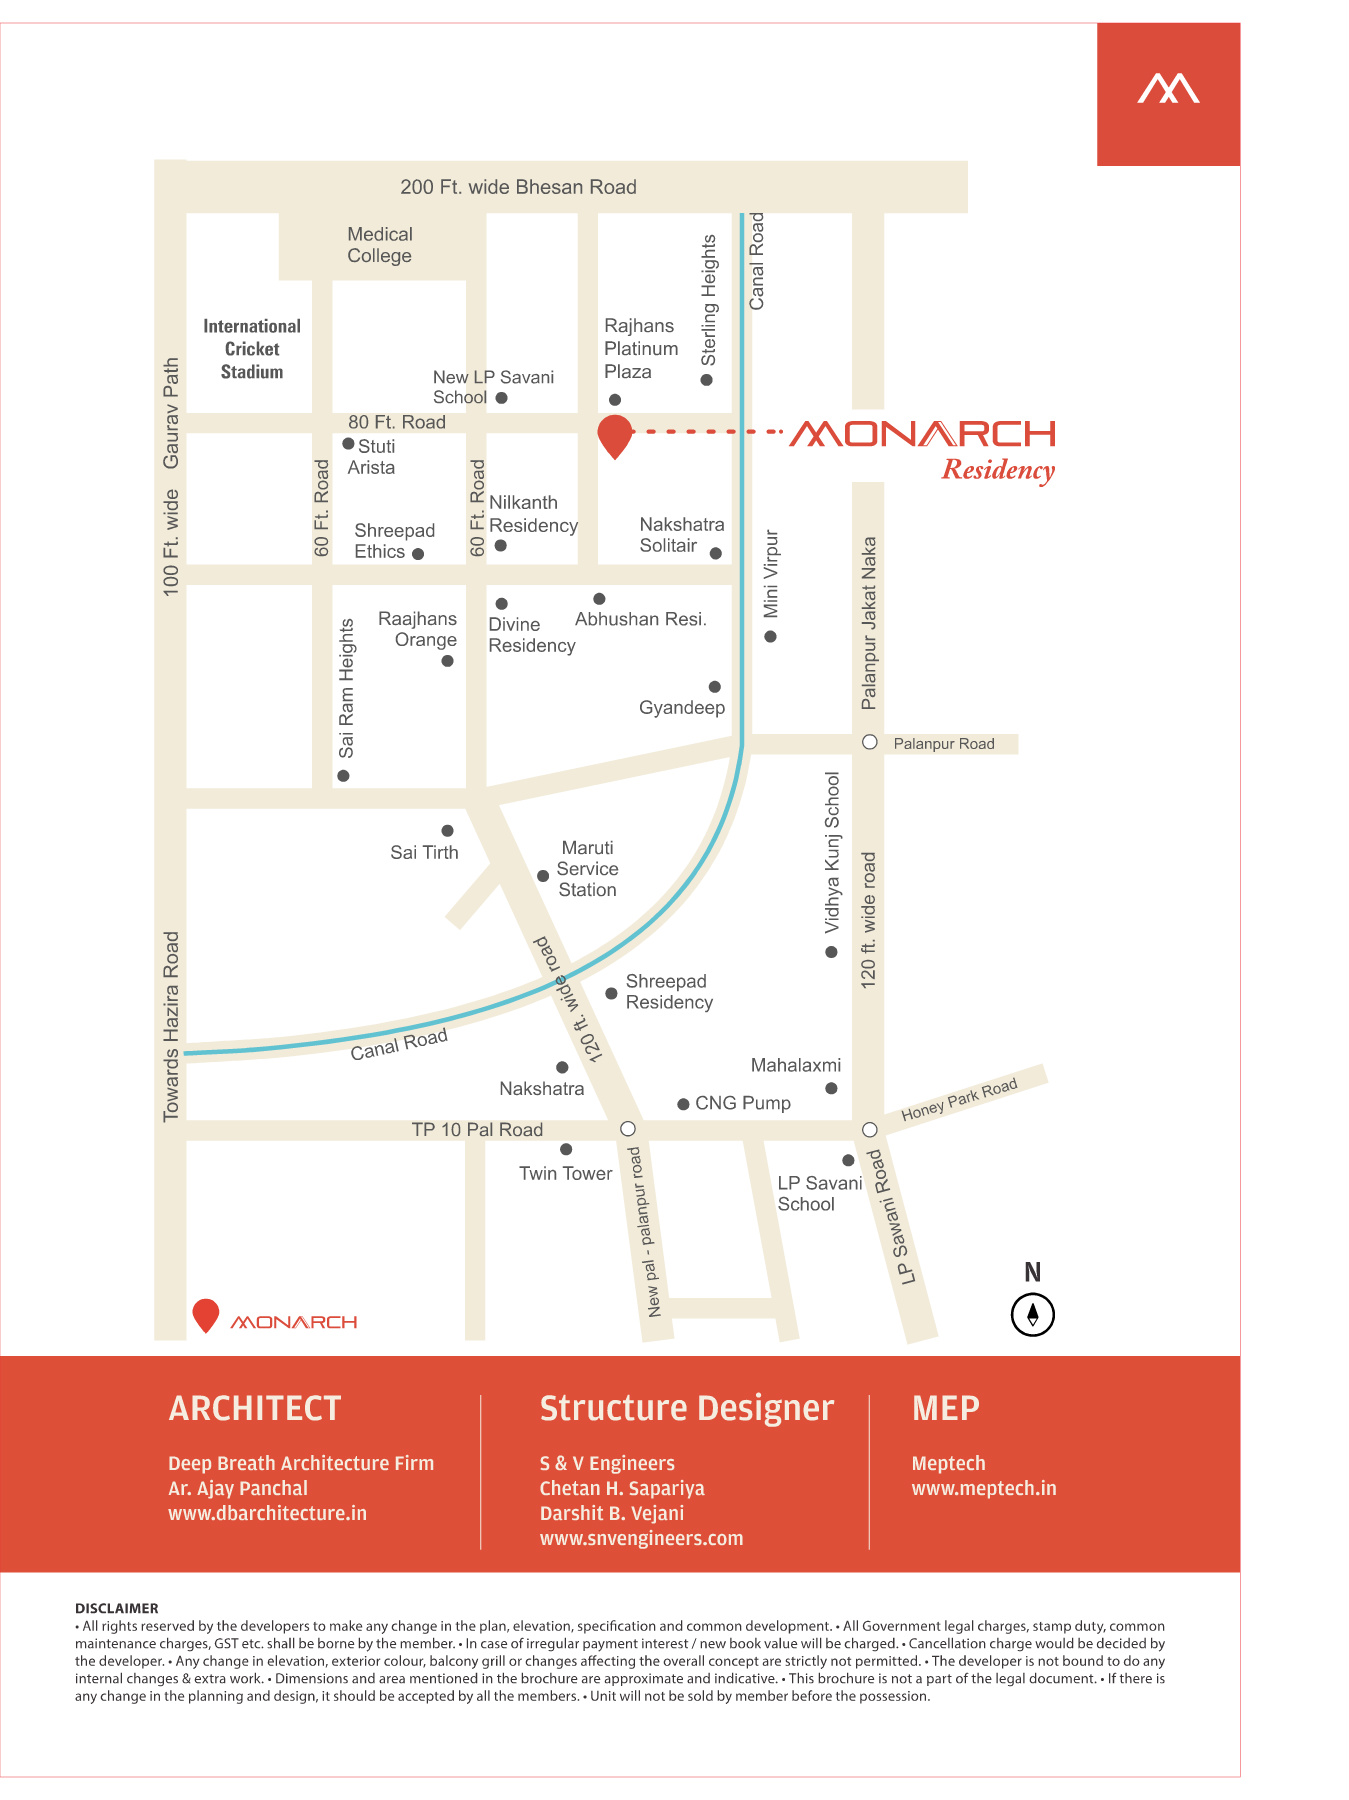 200 Ft. wide Bhesan Road
Medical
College
Canal Road
Sterling Heights
International
Cricket
Stadium
Rajhans
Platinum
Plaza
New LP Savani
School
100 Ft. wide Gaurav Path
80 Ft. Road
MONARCH
Residency
Stuti
Arista
60 Ft. Road
60 Ft. Road
Nilkanth
Residency
Shreepad
Ethics
Nakshatra
Solitair
Mini Virpur
Palanpur Jakat Naka
Raajhans
Orange
Divine
Residency
Abhushan Resi.
Sai Ram Heights
Gyandeep
Palanpur Road
Sai Tirth
Maruti
Service
Station
Vidhya Kunj School
120 ft. wide road
120 ft. wide road
Towards Hazira Road
Shreepad
Residency
Canal Road
Nakshatra
Mahalaxmi
CNG Pump
Honey Park Road
TP 10 Pal Road
Twin Tower
New pal - palanpur road
LP Savani
School
LP Sawani Road
N
MONARCH
ARCHITECT
Deep Breath Architecture Firm
Ar. Ajay Panchal
www.dbarchitecture.in
Structure Designer
S & V Engineers
Chetan H. Sapariya
Darshit B. Vejani
www.snvengineers.com
MEP
Meptech
www.meptech.in
DISCLAIMER
• All rights reserved by the developers to make any change in the plan, elevation, specification and common development. • All Government legal charges, stamp duty, common
maintenance charges, GST etc. shall be borne by the member. • In case of irregular payment interest / new book value will be charged. • Cancellation charge would be decided by
the developer. • Any change in elevation, exterior colour, balcony grill or changes affecting the overall concept are strictly not permitted. • The developer is not bound to do any
internal changes & extra work. • Dimensions and area mentioned in the brochure are approximate and indicative. • This brochure is not a part of the legal document. • If there is
any change in the planning and design, it should be accepted by all the members. • Unit will not be sold by member before the possession.